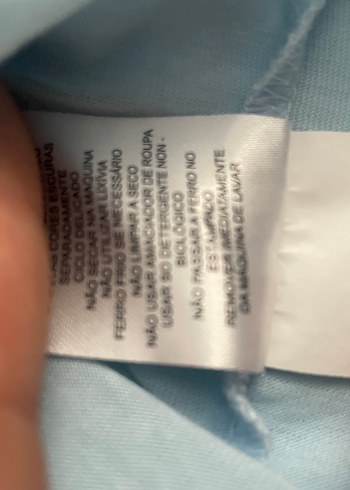 CORES ESCURAS
SEPARADAMENTE
CICLO DELICADO
NÃO SECAR NA MÁQUINA
NÃO UTILIZAR LIXÍVIA
FERRO FRIO SE NECESSÁRIO
NÃO LIMPAR A SECO
NÃO USAR AMACIADOR DE ROUPA
USAR SÓ DETERGENTE NON -
BIOLÓGICO
NÃO PASSAR A FERRO NO
ESTAMPADO
REMOVER IMEDIATAMENTE
DA MÁQUINA DE LAVAR